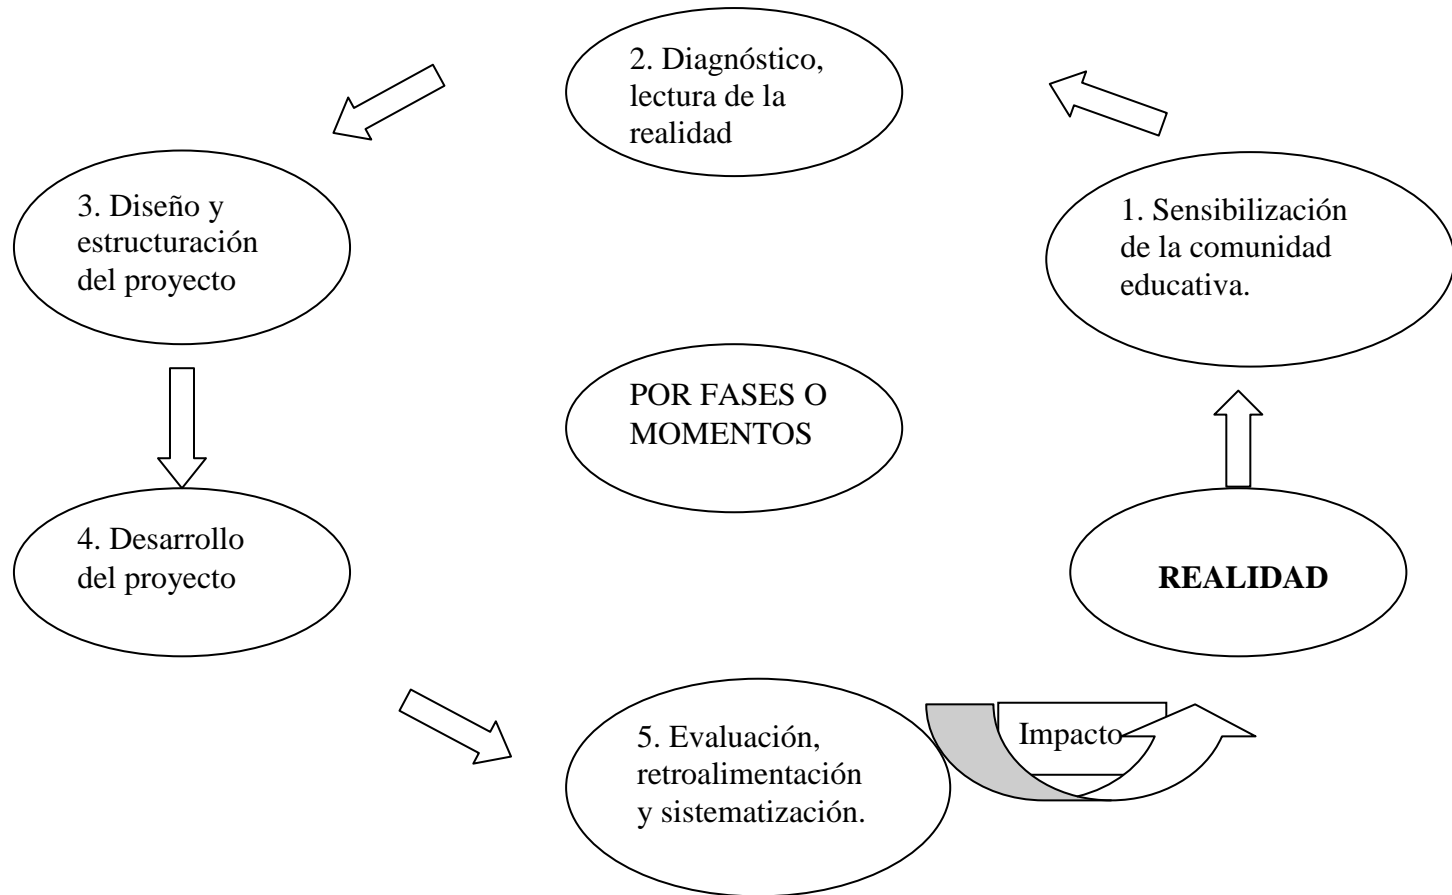 2. Diagnóstico,
lectura de la
realidad
3. Diseño y
estructuración
del proyecto
1. Sensibilización
de la comunidad
educativa.
POR FASES O
MOMENTOS
4. Desarrollo
del proyecto
REALIDAD
5. Evaluación,
retroalimentación
y sistematización.
Impacto